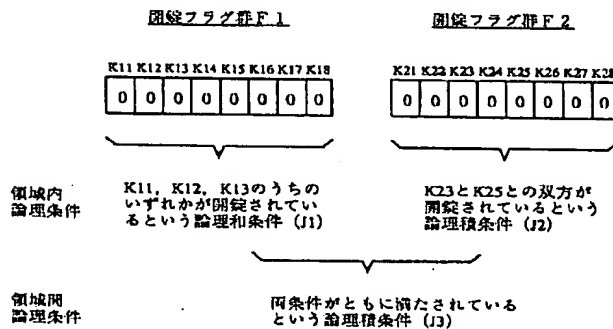 開錠フラグ群F1
開錠フラグ群F2
K11 K12 K13 K14 K15 K16 K17 K18
K21 K22 K23 K24 K25 K26 K27 K28
0 0 0 0 0 0 0 0
0 0 0 0 0 0 0 0
領域内
論理条件
K11, K12, K13のうちの
いずれかが開錠されてい
るという論理和条件 (J1)
K23とK25との双方が
開錠されているという
論理積条件 (J2)
領域間
論理条件
両条件がともに満たされている
という論理積条件 (J3)